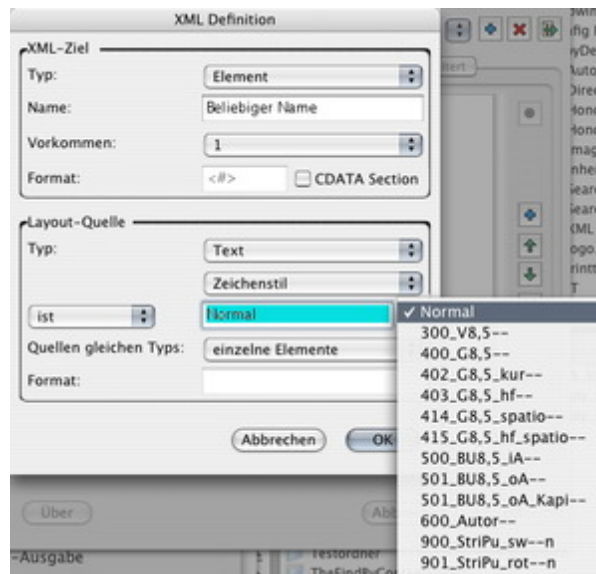 XML Definition
XML-Ziel
Typ: Element
Name: Beliebiger Name
Vorkommen: 1
Format: <#> CDATA Section
Layout-Quelle
Typ: Text
Zeichenstil
ist Normal
Quellen gleichen Typs: einzelne Elemente
Format:
Abbrechen OK
✓ Normal
300_V8,5--
400_G8,5--
402_G8,5_kur--
403_G8,5_hf--
414_G8,5_spatio--
415_G8,5_hf_spatio--
500_BU8,5_iA--
501_BU8,5_oA--
501_BU8,5_oA_Kapi--
600_Autor--
900_StriPu_sw--n
901_StriPu_rot--n
Über
-Ausgabe
Testordner